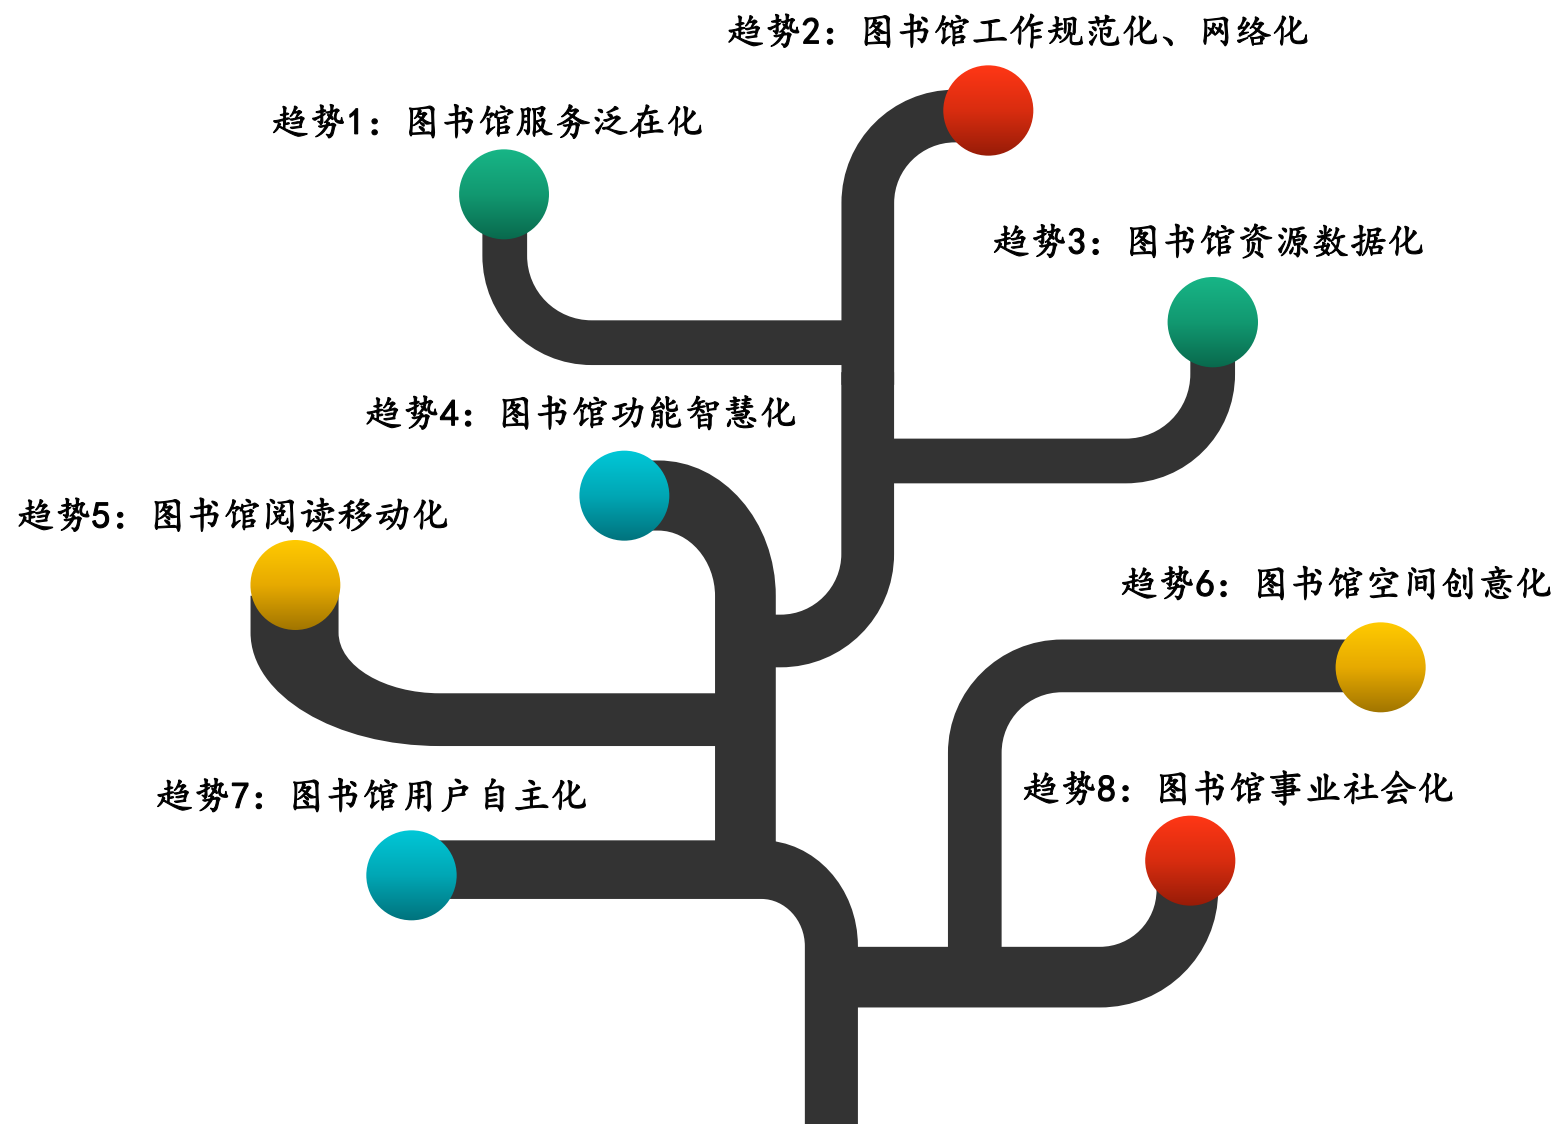 趋势1：图书馆服务泛在化
趋势2：图书馆工作规范化、网络化
趋势3：图书馆资源数据化
趋势4：图书馆功能智慧化
趋势5：图书馆阅读移动化
趋势6：图书馆空间创意化
趋势7：图书馆用户自主化
趋势8：图书馆事业社会化